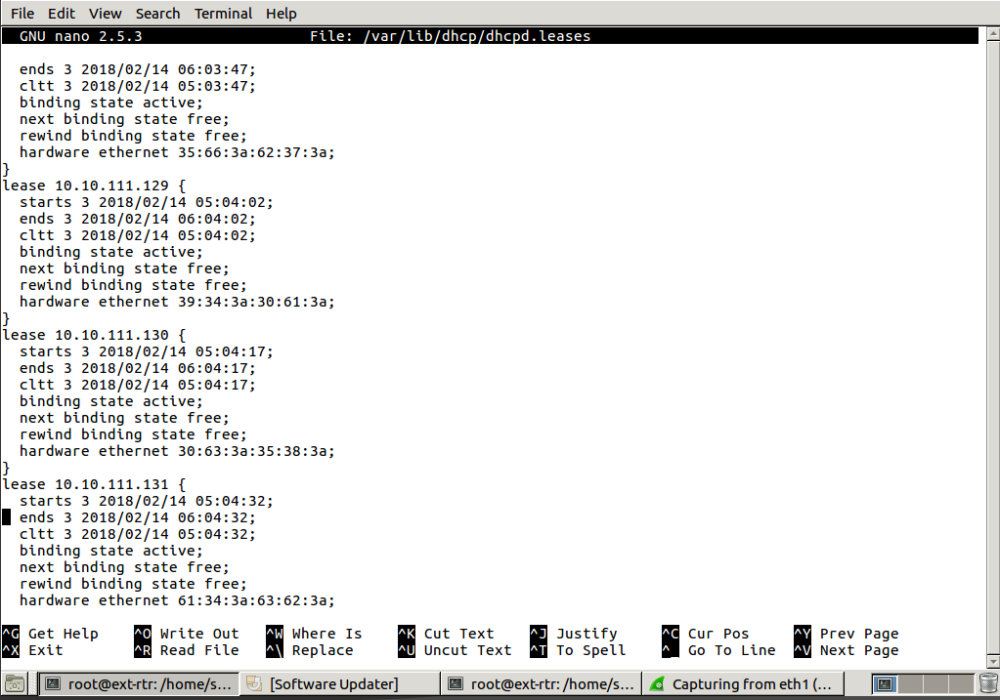 File Edit View Search Terminal Help
GNU nano 2.5.3 File: /var/lib/dhcp/dhcpd.leases
ends 3 2018/02/14 06:03:47;
cltt 3 2018/02/14 05:03:47;
binding state active;
next binding state free;
rewind binding state free;
hardware ethernet 35:66:3a:62:37:3a;
}
lease 10.10.111.129 {
starts 3 2018/02/14 05:04:02;
ends 3 2018/02/14 06:04:02;
cltt 3 2018/02/14 05:04:02;
binding state active;
next binding state free;
rewind binding state free;
hardware ethernet 39:34:3a:30:61:3a;
}
lease 10.10.111.130 {
starts 3 2018/02/14 05:04:17;
ends 3 2018/02/14 06:04:17;
cltt 3 2018/02/14 05:04:17;
binding state active;
next binding state free;
rewind binding state free;
hardware ethernet 30:63:3a:35:38:3a;
}
lease 10.10.111.131 {
starts 3 2018/02/14 05:04:32;
ends 3 2018/02/14 06:04:32;
cltt 3 2018/02/14 05:04:32;
binding state active;
next binding state free;
rewind binding state free;
hardware ethernet 61:34:3a:63:62:3a;
^G Get Help ^O Write Out ^W Where Is ^K Cut Text ^J Justify ^C Cur Pos ^Y Prev Page
^X Exit ^R Read File ^\ Replace ^U Uncut Text ^T To Spell ^_ Go To Line ^V Next Page
root@ext-rtr: /home/s... [Software Updater] root@ext-rtr: /home/s... Capturing from eth1 (...